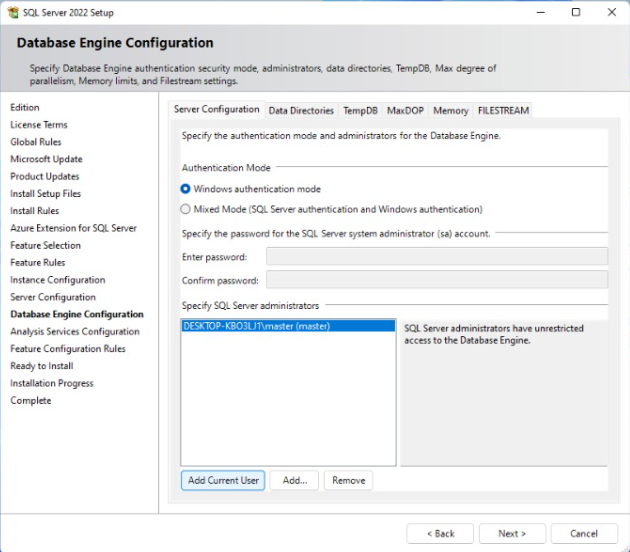 SQL Server 2022 Setup
Database Engine Configuration
Specify Database Engine authentication security mode, administrators, data directories, TempDB, Max degree of
parallelism, Memory limits, and Filestream settings.
Edition
License Terms
Global Rules
Microsoft Update
Product Updates
Install Setup Files
Install Rules
Azure Extension for SQL Server
Feature Selection
Feature Rules
Instance Configuration
Server Configuration
Database Engine Configuration
Analysis Services Configuration
Feature Configuration Rules
Ready to Install
Installation Progress
Complete
Server Configuration Data Directories TempDB MaxDOP Memory FILESTREAM
Specify the authentication mode and administrators for the Database Engine.
Authentication Mode
Windows authentication mode
Mixed Mode (SQL Server authentication and Windows authentication)
Specify the password for the SQL Server system administrator (sa) account.
Enter password:
Confirm password:
Specify SQL Server administrators
DESKTOP-KBO3LJ1\master (master)
SQL Server administrators have unrestricted
access to the Database Engine.
Add Current User Add... Remove
< Back Next > Cancel